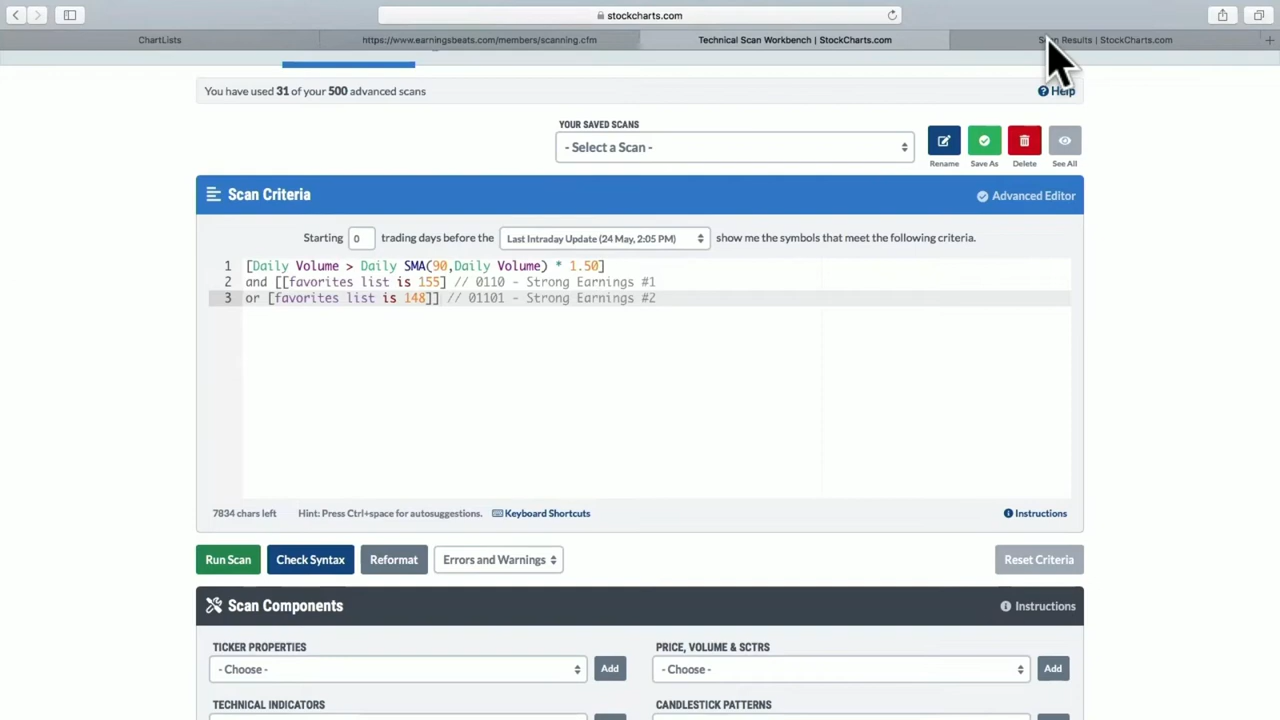 stockcharts.com
ChartLists
https://www.earningsbeats.com/members/scanning.cfm
Technical Scan Workbench | StockCharts.com
Results | StockCharts.com
You have used 31 of your 500 advanced scans
Help
YOUR SAVED SCANS
- Select a Scan -
Rename
Save As
Delete
See All
Scan Criteria
Advanced Editor
Starting 0 trading days before the Last Intraday Update (24 May, 2:05 PM) show me the symbols that meet the following criteria.
1 [Daily Volume > Daily SMA(90,Daily Volume) * 1.50]
2 and [[favorites list is 155] // 0110 - Strong Earnings #1
3 or [favorites list is 148]] // 01101 - Strong Earnings #2
7834 chars left
Hint: Press Ctrl+space for autosuggestions.
Keyboard Shortcuts
Instructions
Run Scan
Check Syntax
Reformat
Errors and Warnings
Reset Criteria
Scan Components
Instructions
TICKER PROPERTIES
PRICE, VOLUME & SCTRS
- Choose -
Add
- Choose -
Add
TECHNICAL INDICATORS
CANDLESTICK PATTERNS